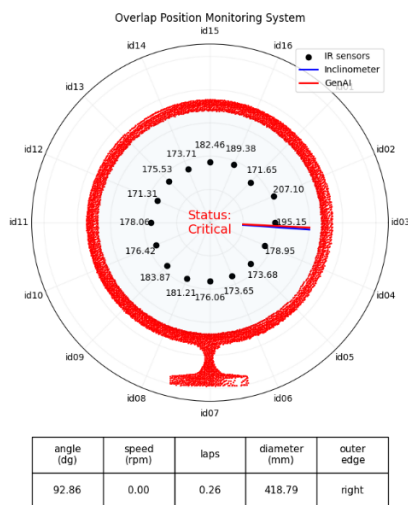 Overlap Position Monitoring System
id15
id14
id16
IR sensors
Inclinometer
GenAI
id13
id12
id02
182.46
173.71
189.38
175.53
171.65
171.31
207.10
id11
178.06
Status:
Critical
195.15
id03
176.42
178.95
183.87
173.68
181.21
176.06
173.65
id10
id04
id09
id05
id08
id06
id07
angle
(dg)
speed
(rpm)
laps
diameter
(mm)
outer
edge
92.86
0.00
0.26
418.79
right